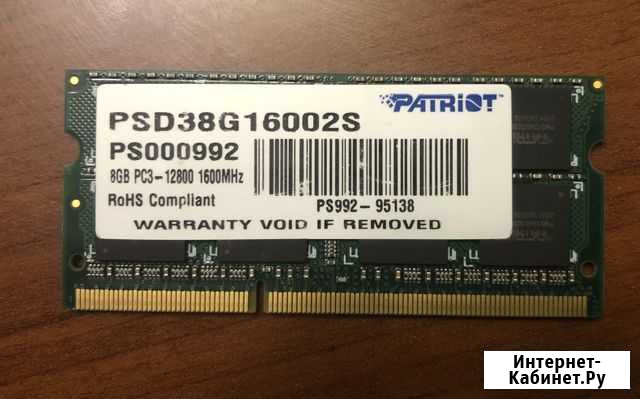 PATRIOT
PSD38G16002S
PS000992
8GB PC3-12800 1600MHz
RoHS Compliant
PS992-95138
WARRANTY VOID IF REMOVED
Интернет-
Кабинет.Ру